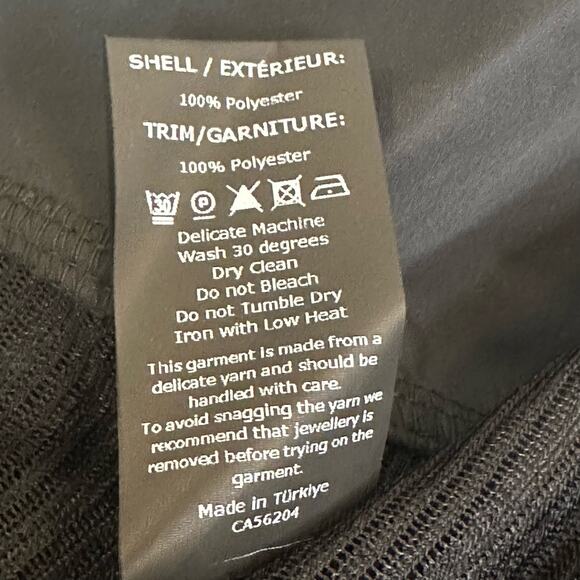 SHELL / EXTÉRIEUR:
100% Polyester
TRIM/GARNITURE:
100% Polyester
30 P
Delicate Machine
Wash 30 degrees
Dry Clean
Do not Bleach
Do not Tumble Dry
Iron with Low Heat
This garment is made from a
delicate yarn and should be
handled with care.
To avoid snagging the yarn we
recommend that jewellery is
removed before trying on the
garment.
Made in Türkiye
CA56204